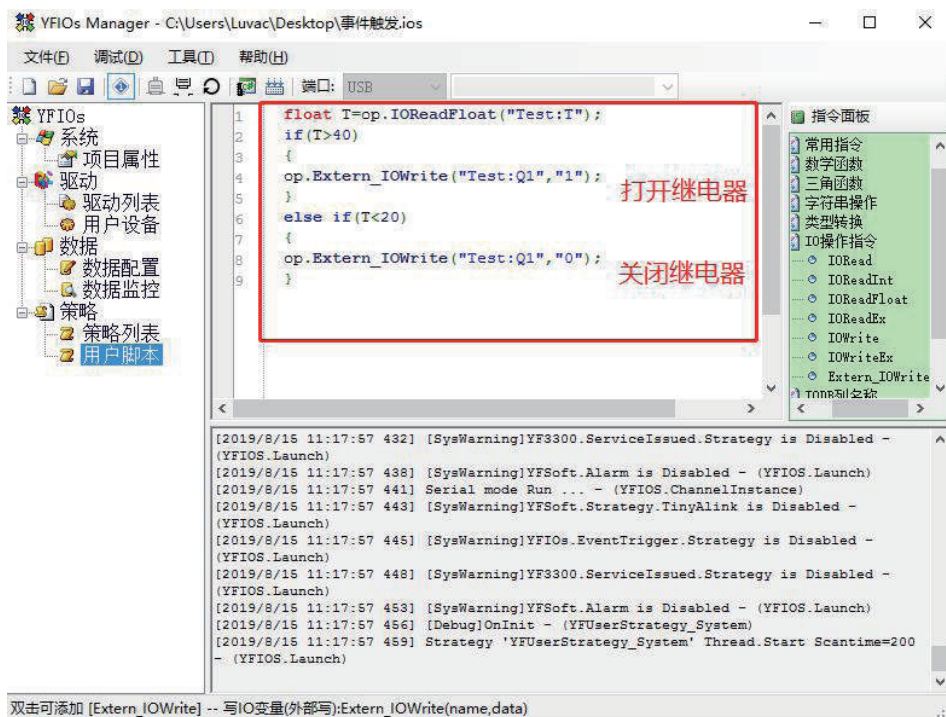 YFIOs Manager - C:\Users\Luvac\Desktop\事件触发.ios
文件(F) 调试(D) 工具(T) 帮助(H)
端口: USB
YFIOs
系统
项目属性
驱动
驱动列表
用户设备
数据
数据配置
数据监控
策略
策略列表
用户脚本
1 float T=op.IOReadFloat("Test:T");
2 if(T>40)
3 {
4 op.Extern_IOWrite("Test:Q1","1");
5 }
6 else if(T<20)
7 {
8 op.Extern_IOWrite("Test:Q1","0");
9 }
打开继电器
关闭继电器
指令面板
常用指令
数学函数
三角函数
字符串操作
类型转换
IO操作指令
IORead
IOReadInt
IOReadFloat
IOReadEx
IOWrite
IOWriteEx
Extern_IOWrite
IODB列名称
[2019/8/15 11:17:57 432] [SysWarning]YF3300.ServiceIssued.Strategy is Disabled -
(YFIOS.Launch)
[2019/8/15 11:17:57 438] [SysWarning]YFSoft.Alarm is Disabled - (YFIOS.Launch)
[2019/8/15 11:17:57 441] Serial mode Run ... - (YFIOS.ChannelInstance)
[2019/8/15 11:17:57 443] [SysWarning]YFSoft.Strategy.TinyAlink is Disabled -
(YFIOS.Launch)
[2019/8/15 11:17:57 445] [SysWarning]YFIOs.EventTrigger.Strategy is Disabled -
(YFIOS.Launch)
[2019/8/15 11:17:57 448] [SysWarning]YF3300.ServiceIssued.Strategy is Disabled -
(YFIOS.Launch)
[2019/8/15 11:17:57 453] [SysWarning]YFSoft.Alarm is Disabled - (YFIOS.Launch)
[2019/8/15 11:17:57 456] [Debug]OnInit - (YFUserStrategy_System)
[2019/8/15 11:17:57 459] Strategy 'YFUserStrategy_System' Thread.Start Scantime=200
- (YFIOS.Launch)
双击可添加 [Extern_IOWrite] -- 写IO变量(外部写):Extern_IOWrite(name,data)